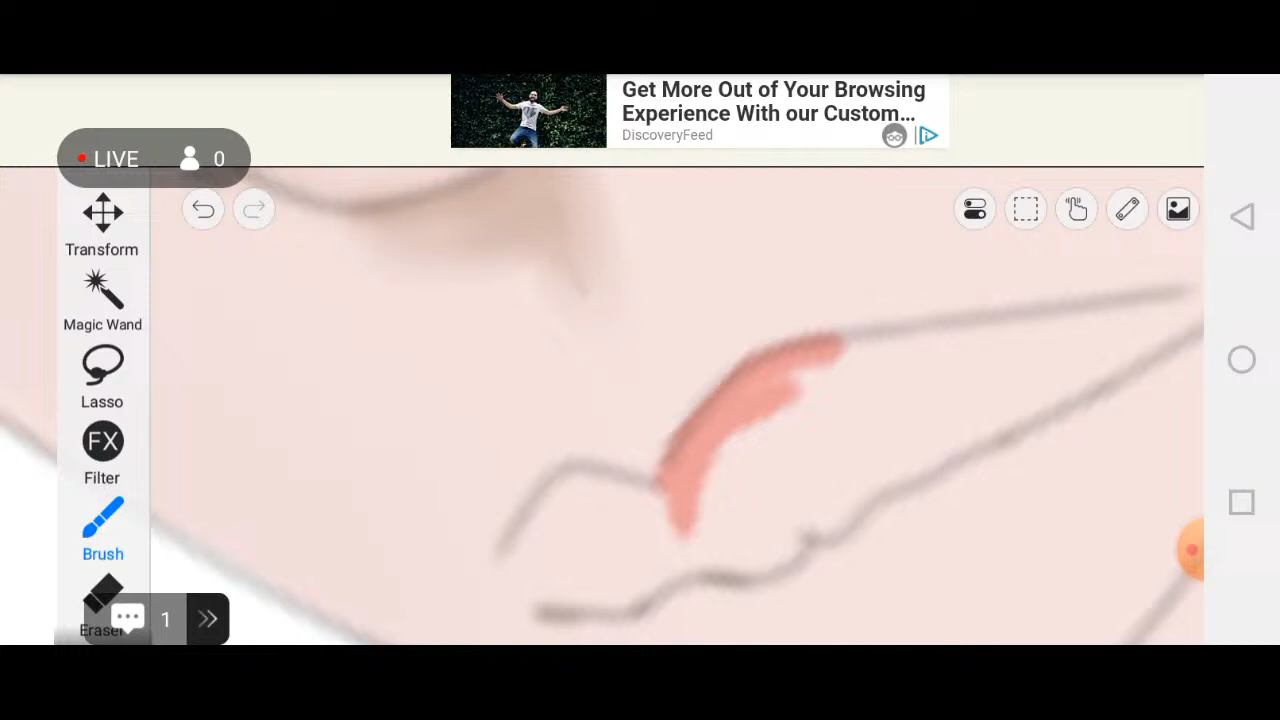 Get More Out of Your Browsing
Experience With our Custom...
DiscoveryFeed
LIVE 0
Transform
Magic Wand
Lasso
FX
Filter
Brush
Eraser
1